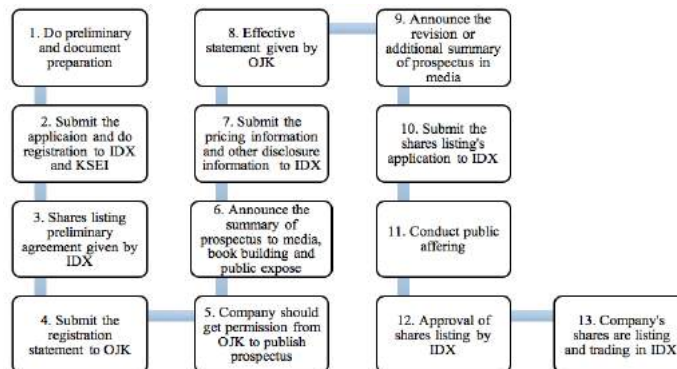 1. Do preliminary
and document
preparation
2. Submit the
applicaion and do
registration to IDX
and KSEI
3. Shares listing
preliminary
agreement given by
IDX
4. Submit the
registration
statement to OJK
5. Company should
get permission from
OJK to publish
prospectus
6. Announce the
summary of
prospectus to media,
book building and
public expose
7. Submit the
pricing information
and other disclosure
information to IDX
8. Effective
statement given by
OJK
9. Announce the
revision or
additional summary
of prospectus in
media
10. Submit the
shares listing's
application to IDX
11. Conduct public
affering
12. Approval of
shares listing by
IDX
13. Company's
shares are listing
and trading in IDX